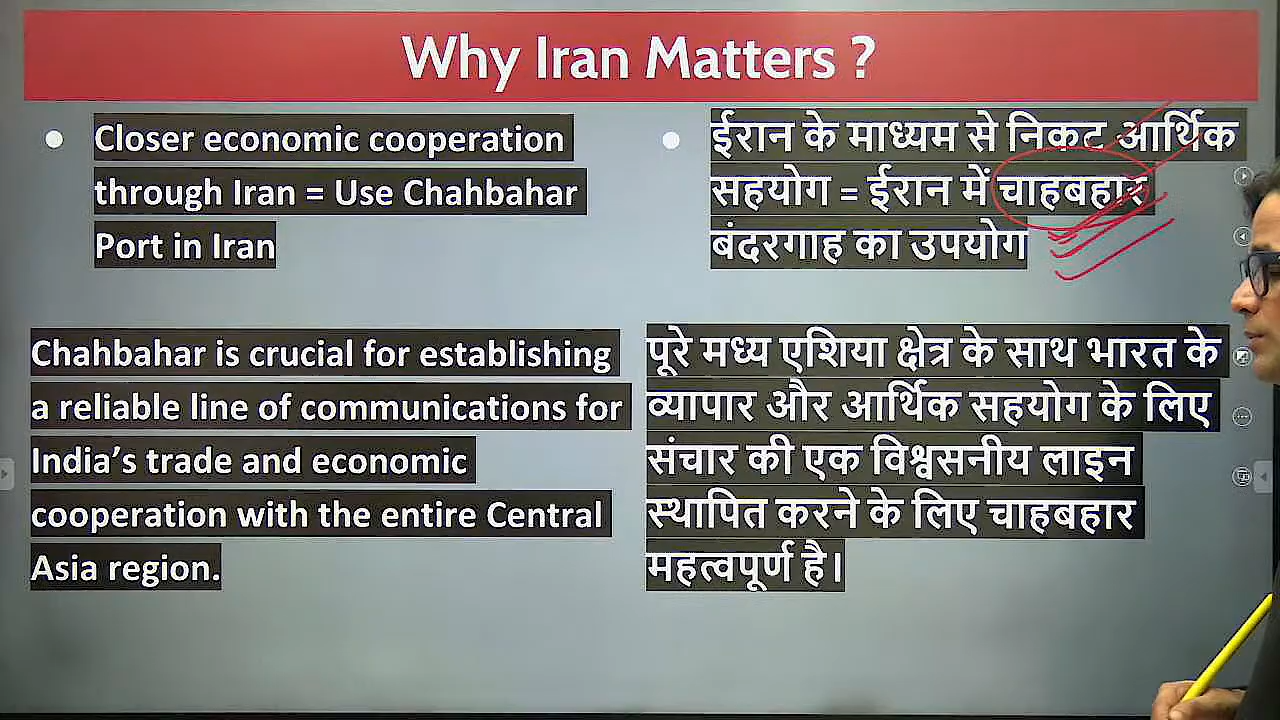 Why Iran Matters ?
Closer economic cooperation
through Iran = Use Chahbahar
Port in Iran
ईरान के माध्यम से निकट आर्थिक
सहयोग = ईरान में चाहबहार
बंदरगाह का उपयोग
Chahbahar is crucial for establishing
a reliable line of communications for
India’s trade and economic
cooperation with the entire Central
Asia region.
पूरे मध्य एशिया क्षेत्र के साथ भारत के
व्यापार और आर्थिक सहयोग के लिए
संचार की एक विश्वसनीय लाइन
स्थापित करने के लिए चाहबहार
महत्वपूर्ण है।